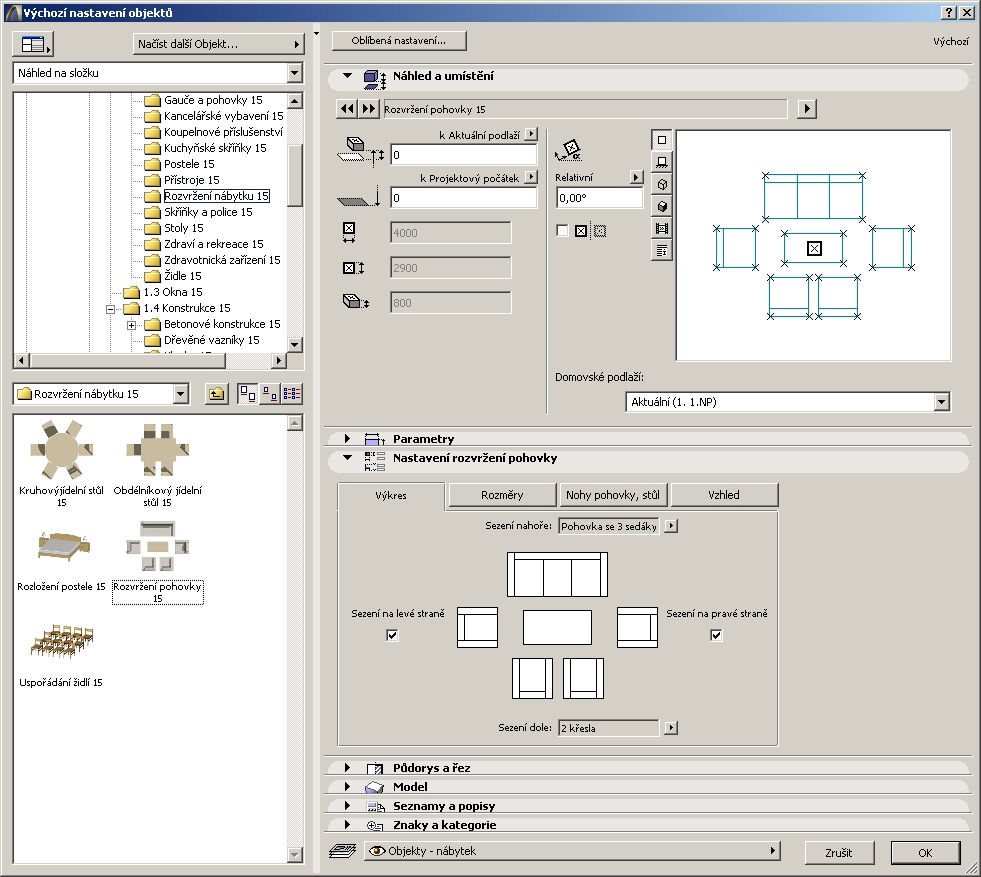 Výchozí nastavení objektů
Načíst další Objekt...
Náhled na složku
Gauče a pohovky 15
Kancelářské vybavení 15
Koupelnové příslušenství
Kuchyňské skříňky 15
Postele 15
Přístroje 15
Rozvržení nábytku 15
Skříňky a police 15
Stoly 15
Zdraví a rekreace 15
Zdravotnická zařízení 15
Židle 15
1.3 Okna 15
1.4 Konstrukce 15
Betonové konstrukce 15
Dřevěné vazníky 15
Rozvržení nábytku 15
Kruhovýjídelní stůl
15
Obdélníkový jídelní
stůl 15
Rozložení postele 15
Rozvržení pohovky
15
Uspořádání židlí 15
Oblíbená nastavení...
Výchozí
Náhled a umístění
Rozvržení pohovky 15
k Aktuální podlaží
0
k Projektový počátek
0
4000
2900
800
Relativní
0,00°
Domovské podlaží:
Aktuální (1. 1.NP)
Parametry
Nastavení rozvržení pohovky
Výkres
Rozměry
Nohy pohovky, stůl
Vzhled
Sezení nahoře:
Pohovka se 3 sedáky
Sezení na levé straně
Sezení na pravé straně
Sezení dole:
2 křesla
Půdorys a řez
Model
Seznamy a popisy
Znaky a kategorie
Objekty - nábytek
Zrušit
OK